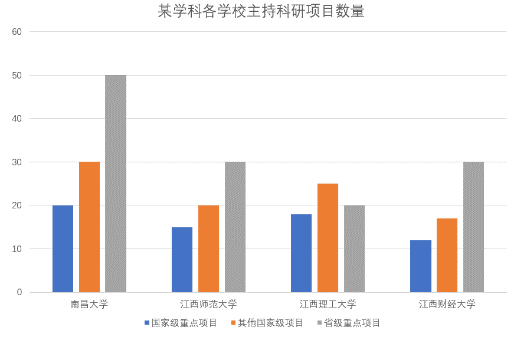 某学科各学校主持科研项目数量
60
50
40
30
20
10
0
南昌大学 江西师范大学 江西理工大学 江西财经大学
国家级重点项目 其他国家级项目 省级重点项目